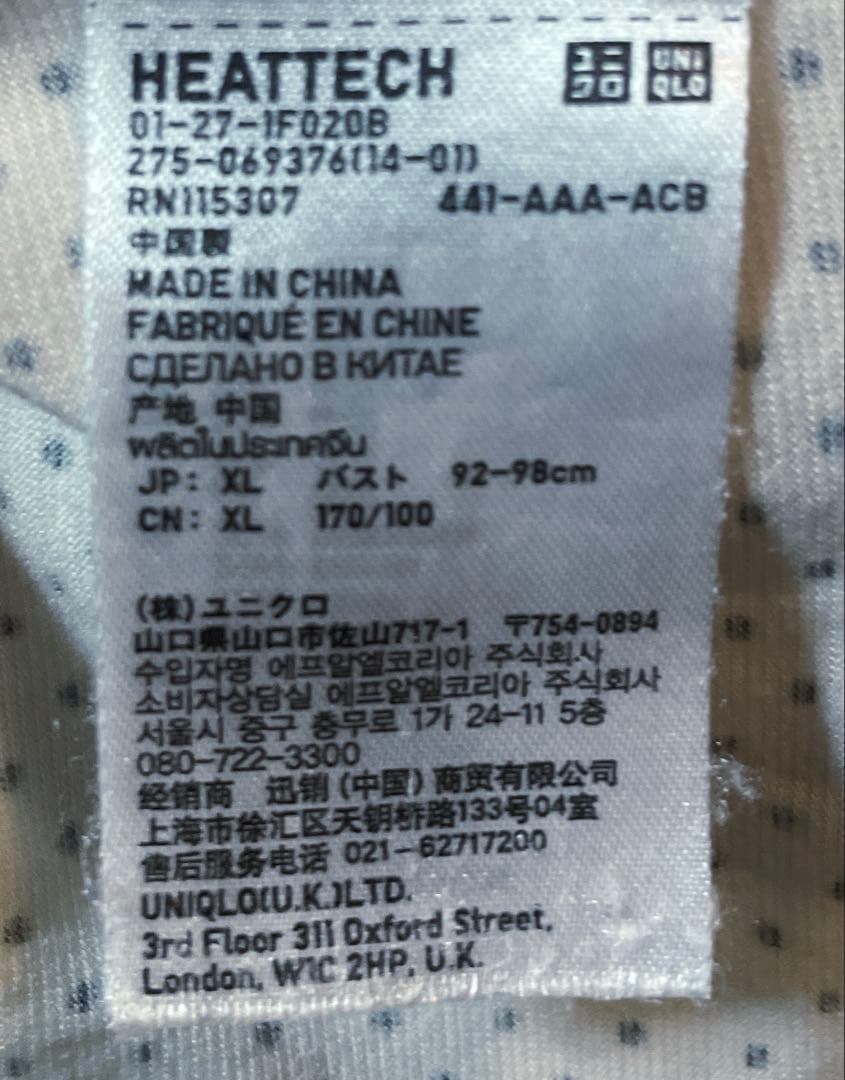 HEATTECH ユニクロ UNIQLO
01-27-1F020B
275-069376(14-01)
RN115307 441-AAA-ACB
中国製
MADE IN CHINA
FABRIQUÉ EN CHINE
СДЕЛАНО В КИТАЕ
产地 中国
ผลิตในประเทศจีน
JP: XL バスト 92-98cm
CN: XL 170/100
(株)ユニクロ
山口県山口市佐山717-1 〒754-0894
수입자명 에프알엘코리아 주식회사
소비자상담실 에프알엘코리아 주식회사
서울시 중구 충무로 1가 24-11 5층
080-722-3300
经销商 迅销(中国)商贸有限公司
上海市徐汇区天钥桥路133号04室
售后服务电话 021-62717200
UNIQLO(U.K.)LTD.
3rd Floor 311 Oxford Street,
London, W1C 2HP, U.K.